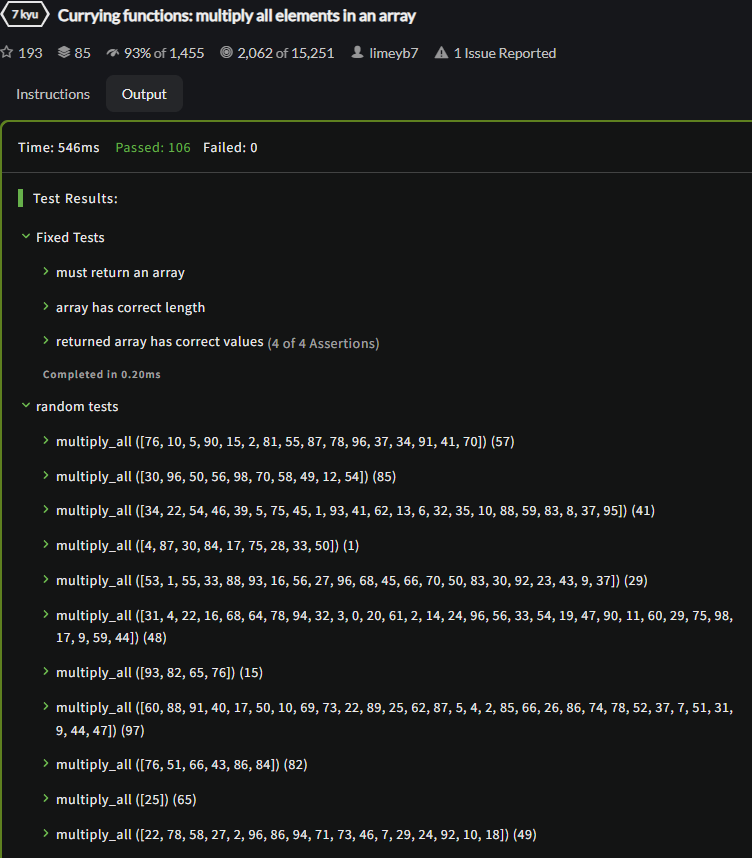 7 kyu Currying functions: multiply all elements in an array
193 85 93% of 1,455 2,062 of 15,251 limeyb7 1 Issue Reported
Instructions Output
Time: 546ms Passed: 106 Failed: 0
Test Results:
Fixed Tests
must return an array
array has correct length
returned array has correct values (4 of 4 Assertions)
Completed in 0.20ms
random tests
multiply_all ([76, 10, 5, 90, 15, 2, 81, 55, 87, 78, 96, 37, 34, 91, 41, 70]) (57)
multiply_all ([30, 96, 50, 56, 98, 70, 58, 49, 12, 54]) (85)
multiply_all ([34, 22, 54, 46, 39, 5, 75, 45, 1, 93, 41, 62, 13, 6, 32, 35, 10, 88, 59, 83, 8, 37, 95]) (41)
multiply_all ([4, 87, 30, 84, 17, 75, 28, 33, 50]) (1)
multiply_all ([53, 1, 55, 33, 88, 93, 16, 56, 27, 96, 68, 45, 66, 70, 50, 83, 30, 92, 23, 43, 9, 37]) (29)
multiply_all ([31, 4, 22, 16, 68, 64, 78, 94, 32, 3, 0, 20, 61, 2, 14, 24, 96, 56, 33, 54, 19, 47, 90, 11, 60, 29, 75, 98,
17, 9, 59, 44]) (48)
multiply_all ([93, 82, 65, 76]) (15)
multiply_all ([60, 88, 91, 40, 17, 50, 10, 69, 73, 22, 89, 25, 62, 87, 5, 4, 2, 85, 66, 26, 86, 74, 78, 52, 37, 7, 51, 31,
9, 44, 47]) (97)
multiply_all ([76, 51, 66, 43, 86, 84]) (82)
multiply_all ([25]) (65)
multiply_all ([22, 78, 58, 27, 2, 96, 86, 94, 71, 73, 46, 7, 29, 24, 92, 10, 18]) (49)